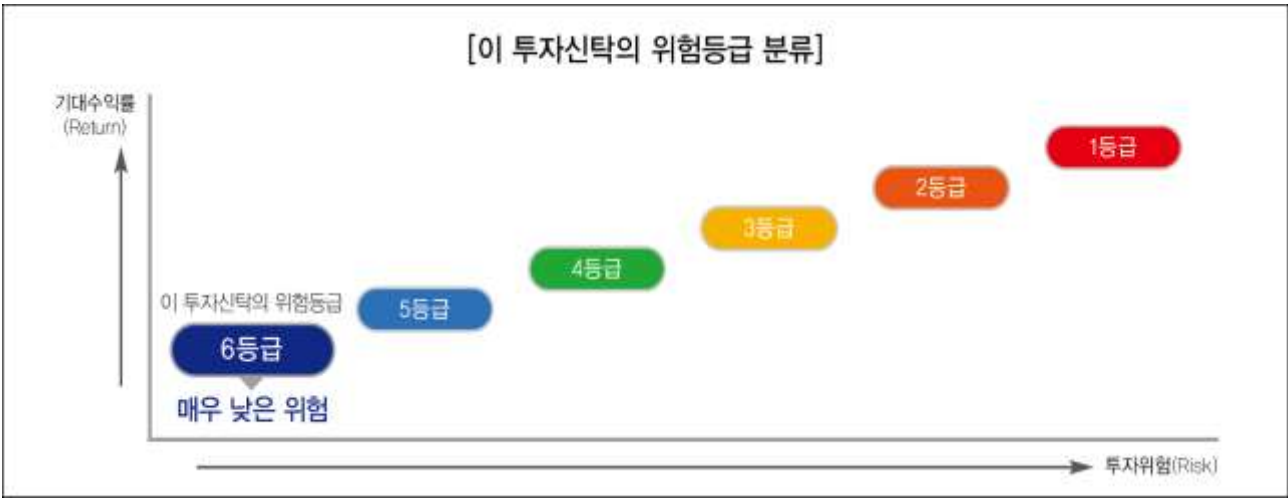 [이 투자신탁의 위험등급 분류]
기대수익률
(Return)
1등급
2등급
3등급
4등급
이 투자신탁의 위험등급
5등급
6등급
매우 낮은 위험
투자위험(Risk)